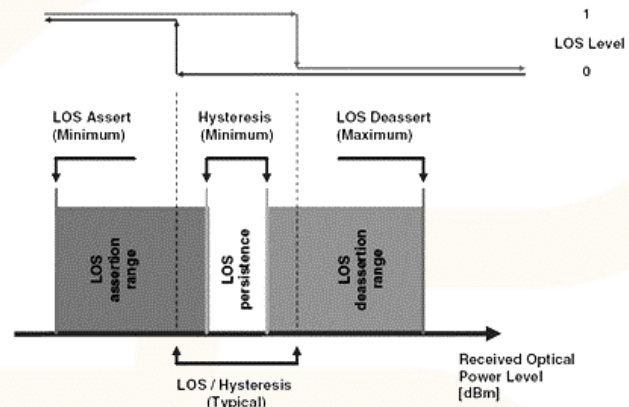 1
LOS Level
0
LOS Assert
(Minimum)
Hysteresis
(Minimum)
LOS Deassert
(Maximum)
LOS
assertion
range
LOS
persistence
LOS
deassertion
range
Received Optical
Power Level
[dBm]
LOS / Hysteresis
(Typical)